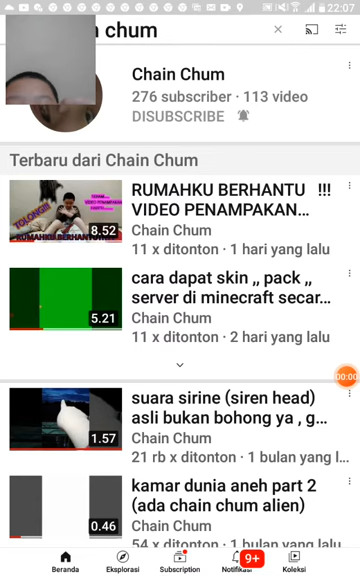 22:07
n chum
Chain Chum
276 subscriber · 113 video
DISUBSCRIBE
Terbaru dari Chain Chum
TOLONG!!!
8.52
RUMAHKU BERHANTU !!!
VIDEO PENAMPAKAN...
Chain Chum
11 x ditonton · 1 hari yang lalu
5.21
cara dapat skin ,, pack ,,
server di minecraft secar...
Chain Chum
11 x ditonton · 2 hari yang lalu
00:00
1.57
suara sirine (siren head)
asli bukan bohong ya , g...
Chain Chum
21 rb x ditonton · 1 bulan yang l...
0.46
kamar dunia aneh part 2
(ada chain chum alien)
Chain Chum
54 x ditonton · 1 bulan yang lalu
9+
Beranda
Eksplorasi
Subscription
Notifikasi
Koleksi